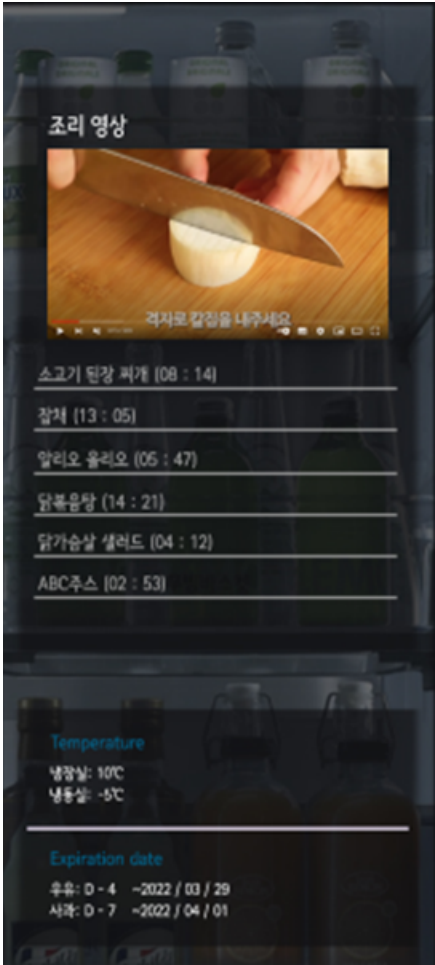 조리 영상
격자로 칼집을 내주세요
소고기 된장 찌개 (08 : 14)
잡채 (13 : 05)
알리오 올리오 (05 : 47)
닭볶음탕 (14 : 21)
닭가슴살 샐러드 (04 : 12)
ABC주스 (02 : 53)
Temperature
냉장실: 10℃
냉동실: -5℃
Expiration date
우유: D - 4 ~2022 / 03 / 29
사과: D - 7 ~2022 / 04 / 01